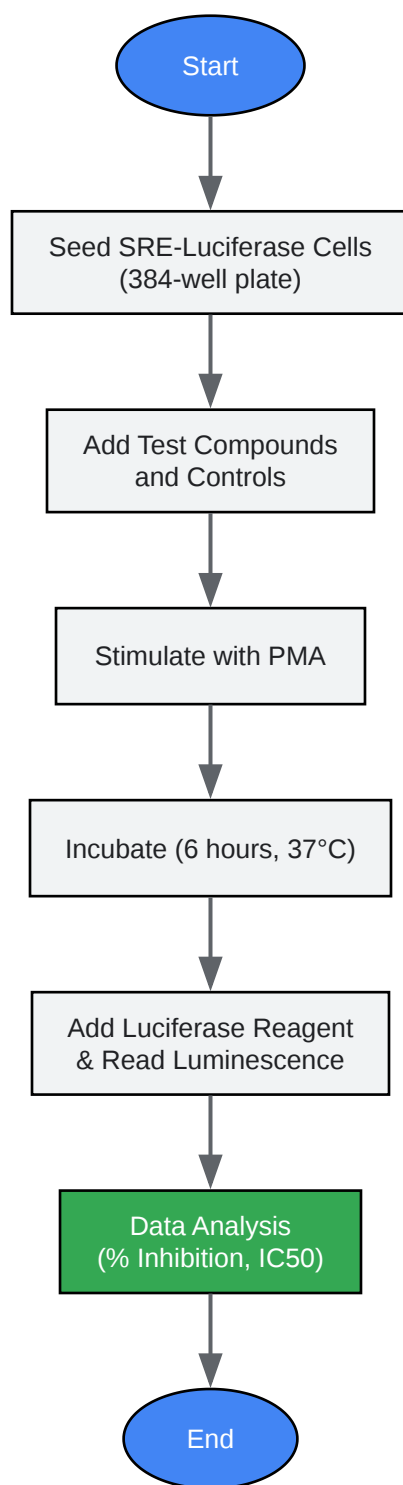 Start
Seed SRE-Luciferase Cells
(384-well plate)
Add Test Compounds
and Controls
Stimulate with PMA
Incubate (6 hours, 37°C)
Add Luciferase Reagent
& Read Luminescence
Data Analysis
(% Inhibition, IC50)
End